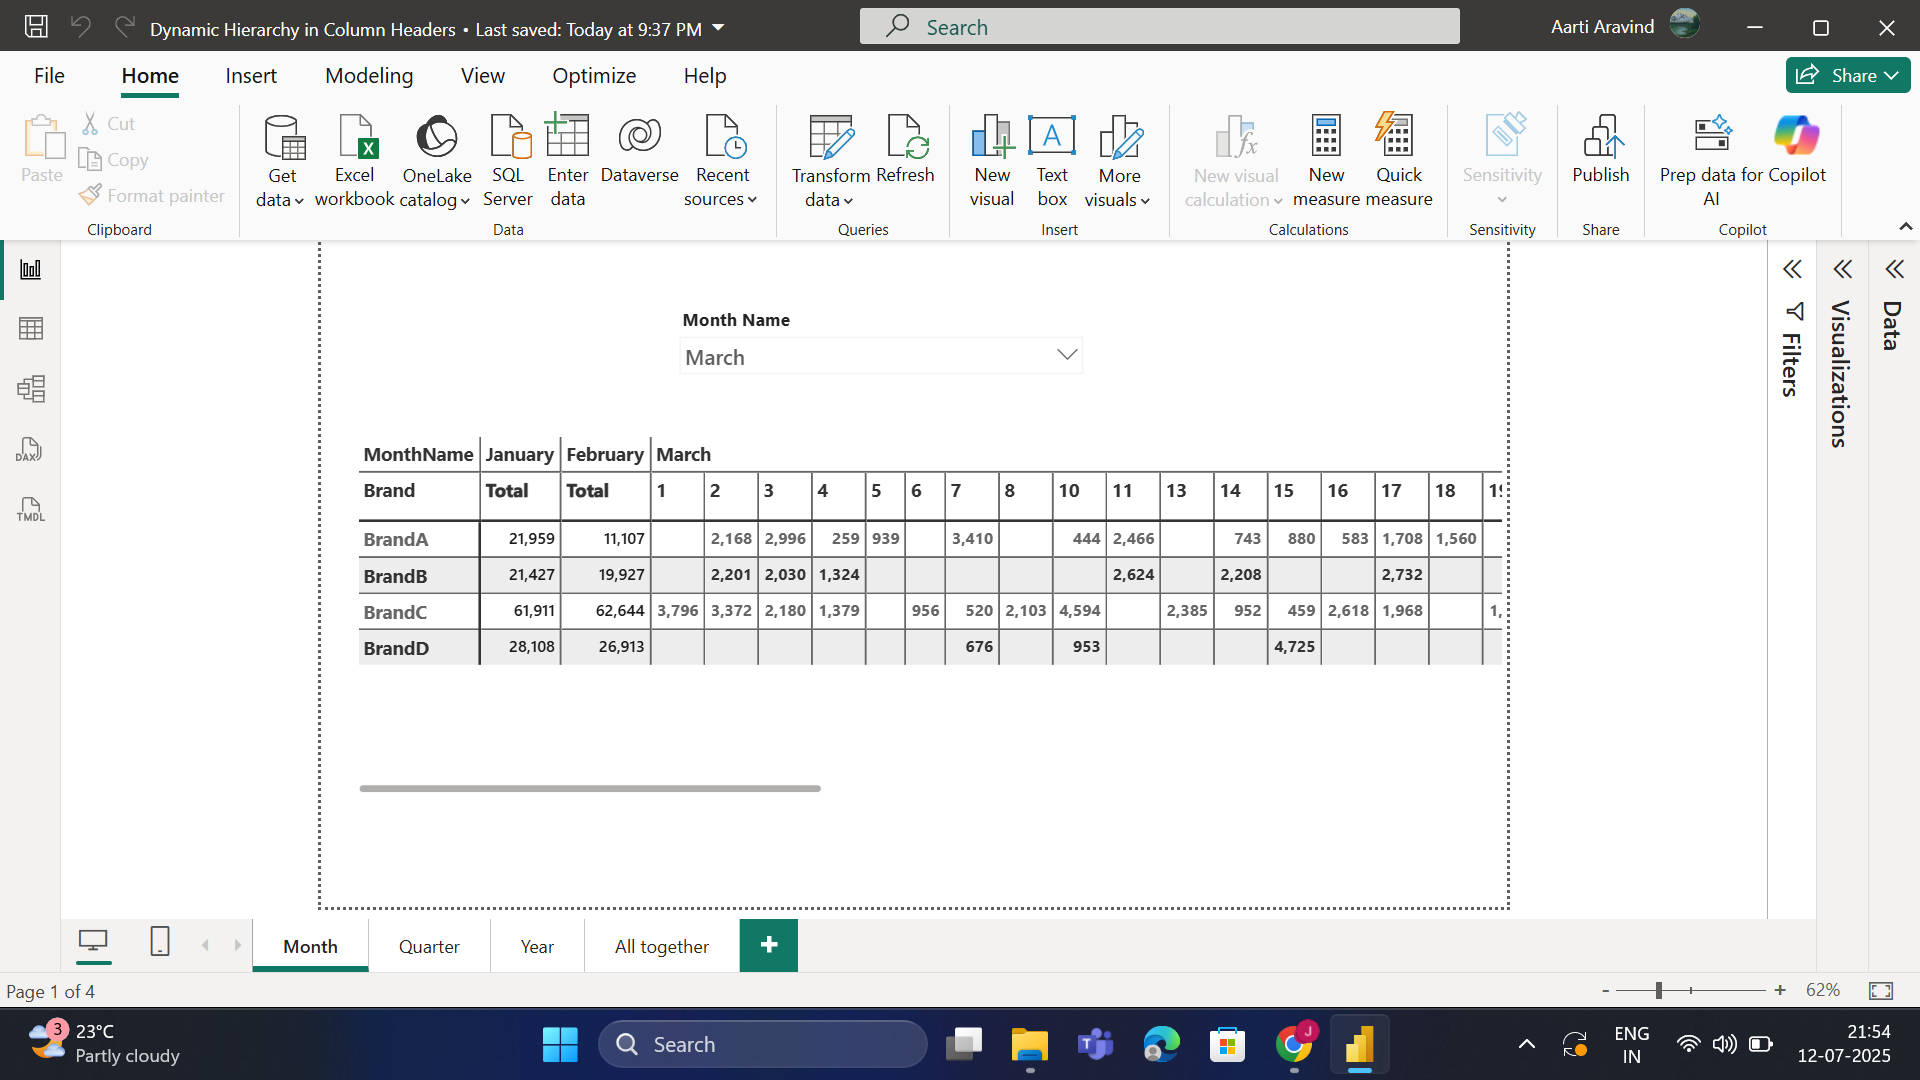 Dynamic Hierarchy in Column Headers • Last saved: Today at 9:37 PM
Search
Aarti Aravind
File Home Insert Modeling View Optimize Help
Share
Paste
Cut
Copy
Format painter
Clipboard
Get data
Excel workbook
OneLake catalog
SQL Server
Enter data
Dataverse
Recent sources
Data
Transform data
Refresh
Queries
New visual
Text box
More visuals
Insert
New visual calculation
New measure
Quick measure
Calculations
Sensitivity
Sensitivity
Publish
Share
Prep data for AI
Copilot
Copilot
DAX
TMDL
Month Name
March
MonthName January February March
Brand Total Total 1 2 3 4 5 6 7 8 10 11 13 14 15 16 17 18
BrandA 21,959 11,107 2,168 2,996 259 939 3,410 444 2,466 743 880 583 1,708 1,560
BrandB 21,427 19,927 2,201 2,030 1,324 2,624 2,208 2,732
BrandC 61,911 62,644 3,796 3,372 2,180 1,379 956 520 2,103 4,594 2,385 952 459 2,618 1,968
BrandD 28,108 26,913 676 953 4,725
Filters
Visualizations
Data
Month Quarter Year All together +
Page 1 of 4
- + 62%
3
23°C
Partly cloudy
Search
T
J
ENG
IN
21:54
12-07-2025